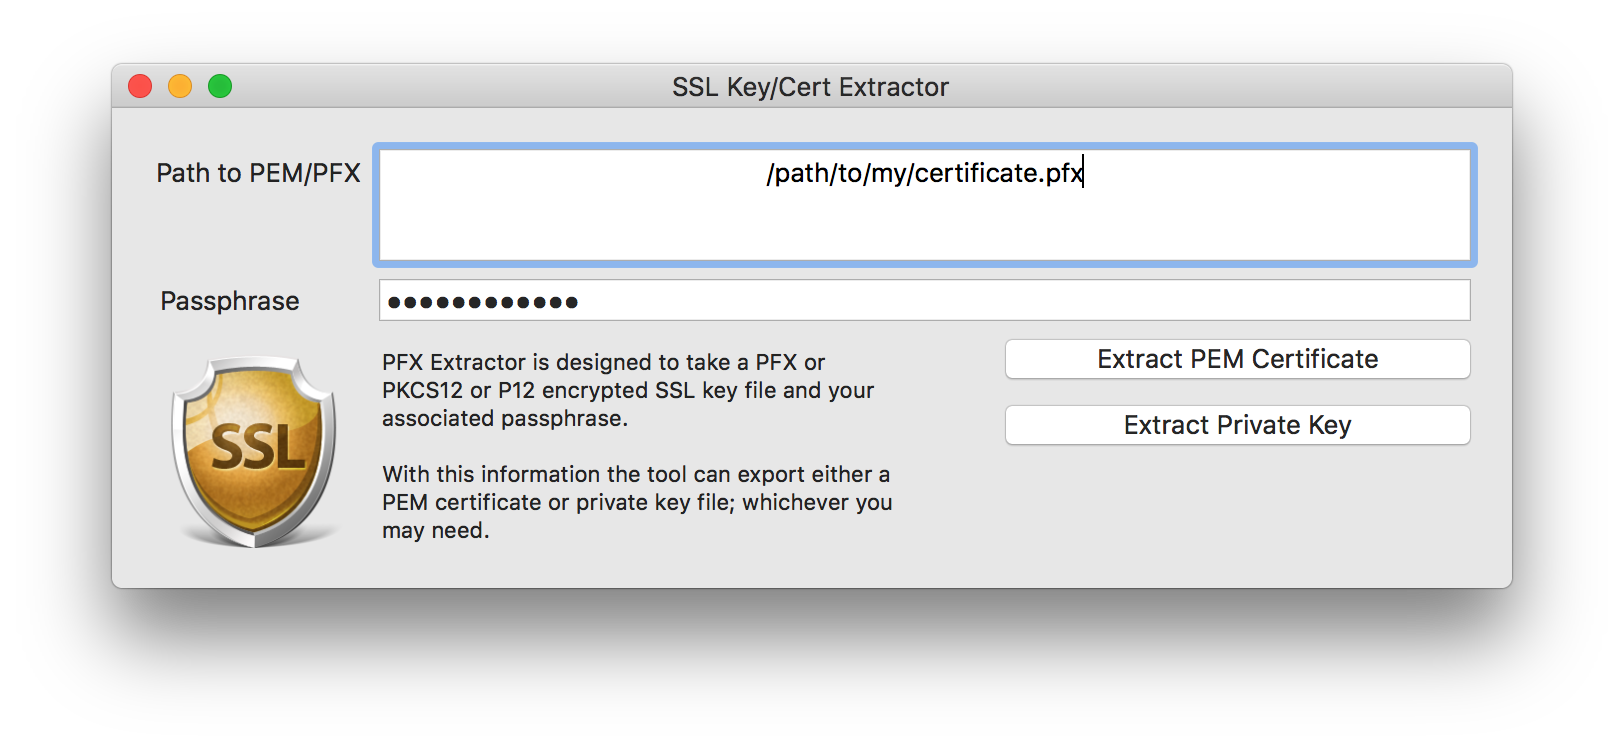 SSL Key/Cert Extractor
Path to PEM/PFX
/path/to/my/certificate.pfx
Passphrase
••••••••••••
SSL
PFX Extractor is designed to take a PFX or
PKCS12 or P12 encrypted SSL key file and your
associated passphrase.
With this information the tool can export either a
PEM certificate or private key file; whichever you
may need.
Extract PEM Certificate
Extract Private Key